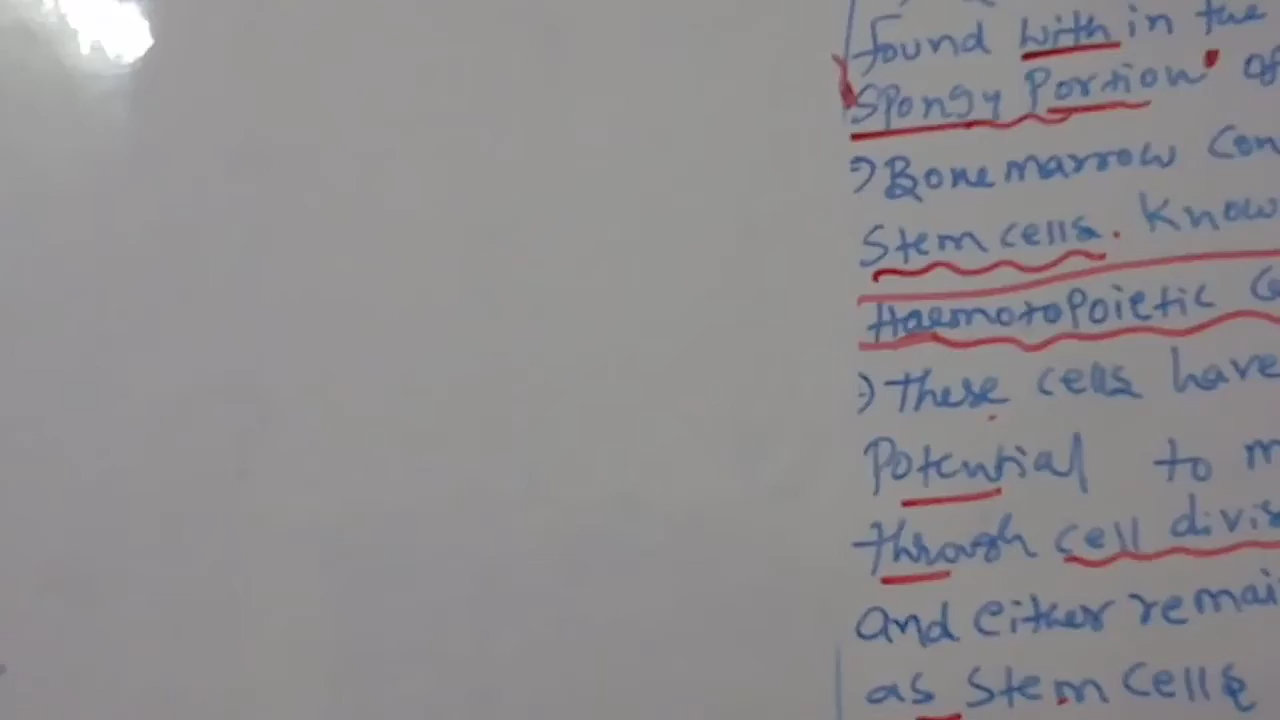 found with in the
Spongy Portion of
Bonemarrow Con
Stem cells. Know
Haemotopoietic Ce
These cells have
Potential to m
through cell divis
and either remai
as Stem Cells